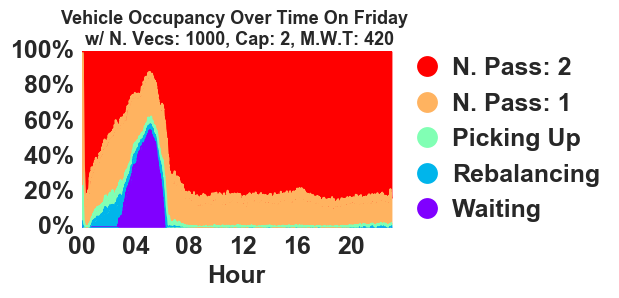 Vehicle Occupancy Over Time On Friday
w/ N. Vecs: 1000, Cap: 2, M.W.T: 420
100%
80%
60%
40%
20%
0%
00 04 08 12 16 20
Hour
N. Pass: 2
N. Pass: 1
Picking Up
Rebalancing
Waiting